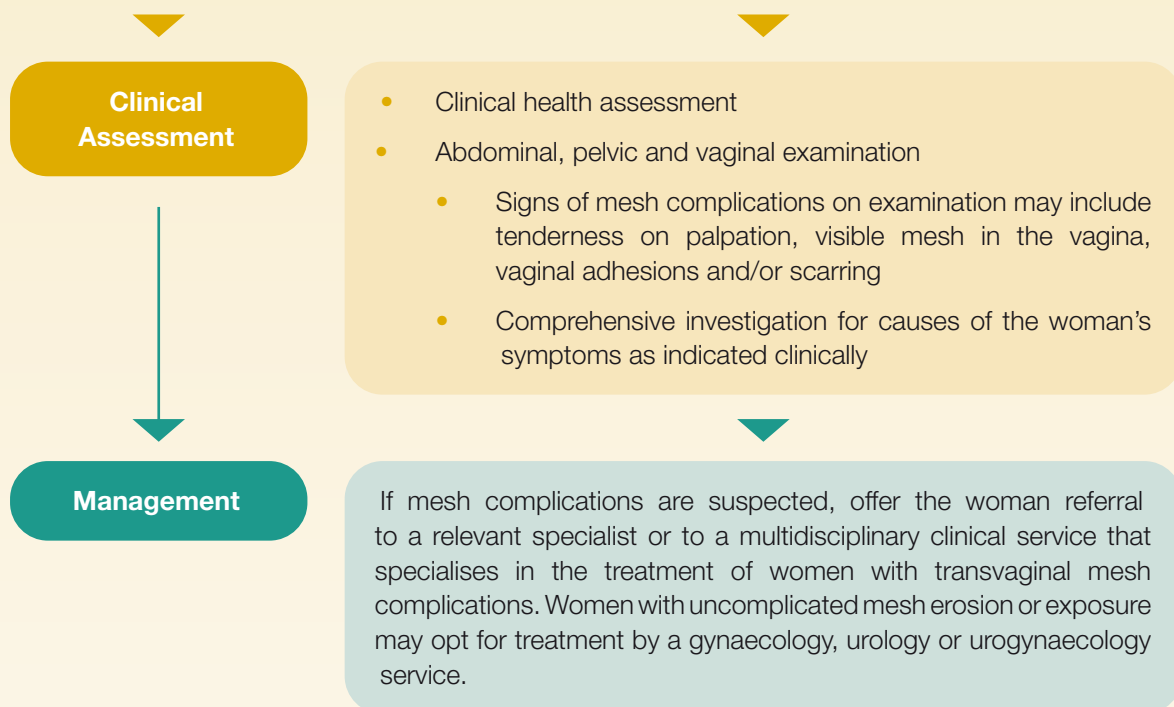 Clinical
Assessment
• Clinical health assessment
• Abdominal, pelvic and vaginal examination
• Signs of mesh complications on examination may include
tenderness on palpation, visible mesh in the vagina,
vaginal adhesions and/or scarring
• Comprehensive investigation for causes of the woman’s
symptoms as indicated clinically
Management
If mesh complications are suspected, offer the woman referral
to a relevant specialist or to a multidisciplinary clinical service that
specialises in the treatment of women with transvaginal mesh
complications. Women with uncomplicated mesh erosion or exposure
may opt for treatment by a gynaecology, urology or urogynaecology
service.